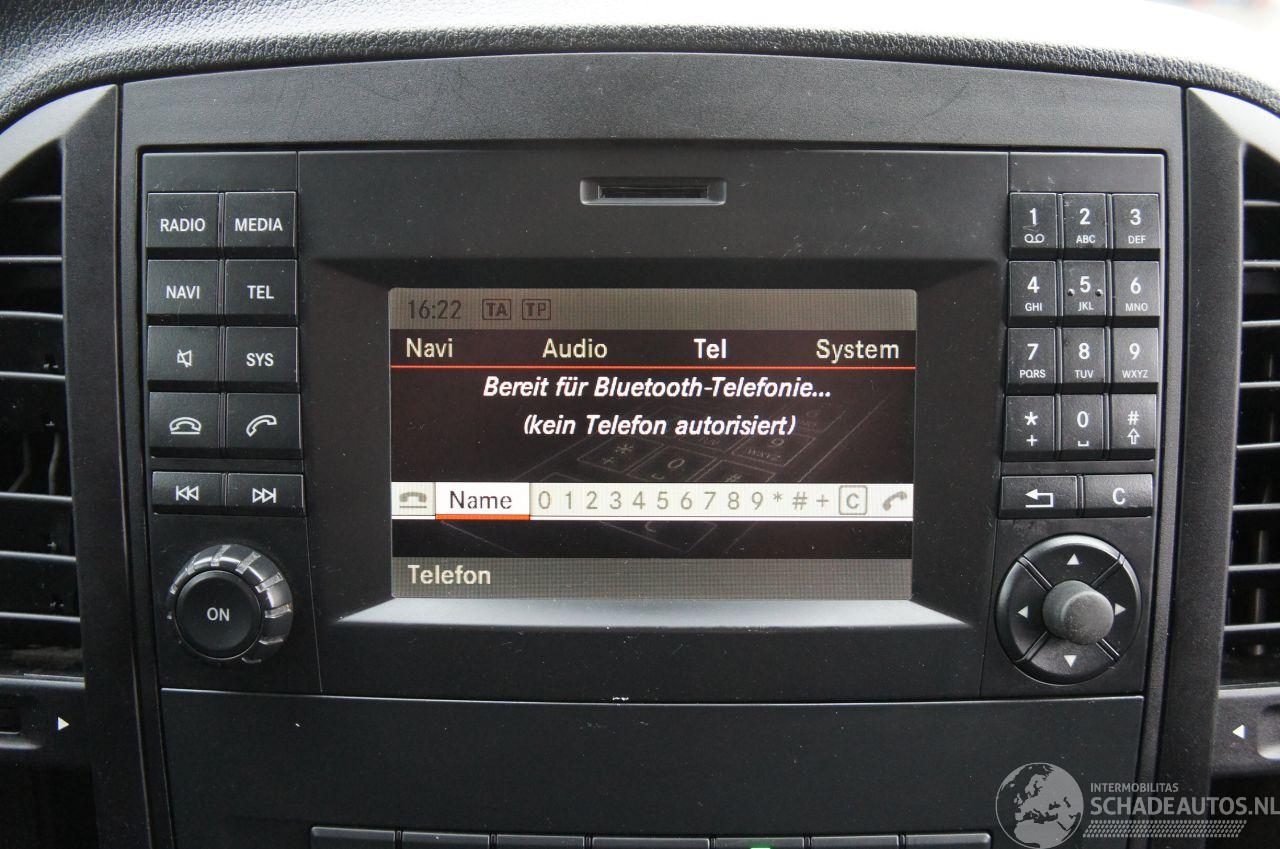 RADIO MEDIA
NAVI TEL
SYS
ON
16:22 TA TP
Navi Audio Tel System
Bereit für Bluetooth-Telefonie...
(kein Telefon autorisiert)
Name 0 1 2 3 4 5 6 7 8 9 * # + C
Telefon
1 2 3
ABC DEF
4 5 6
GHI JKL MNO
7 8 9
PQRS TUV WXYZ
* 0 #
+
C
INTERMOBILITAS
SCHADEAUTOS.NL